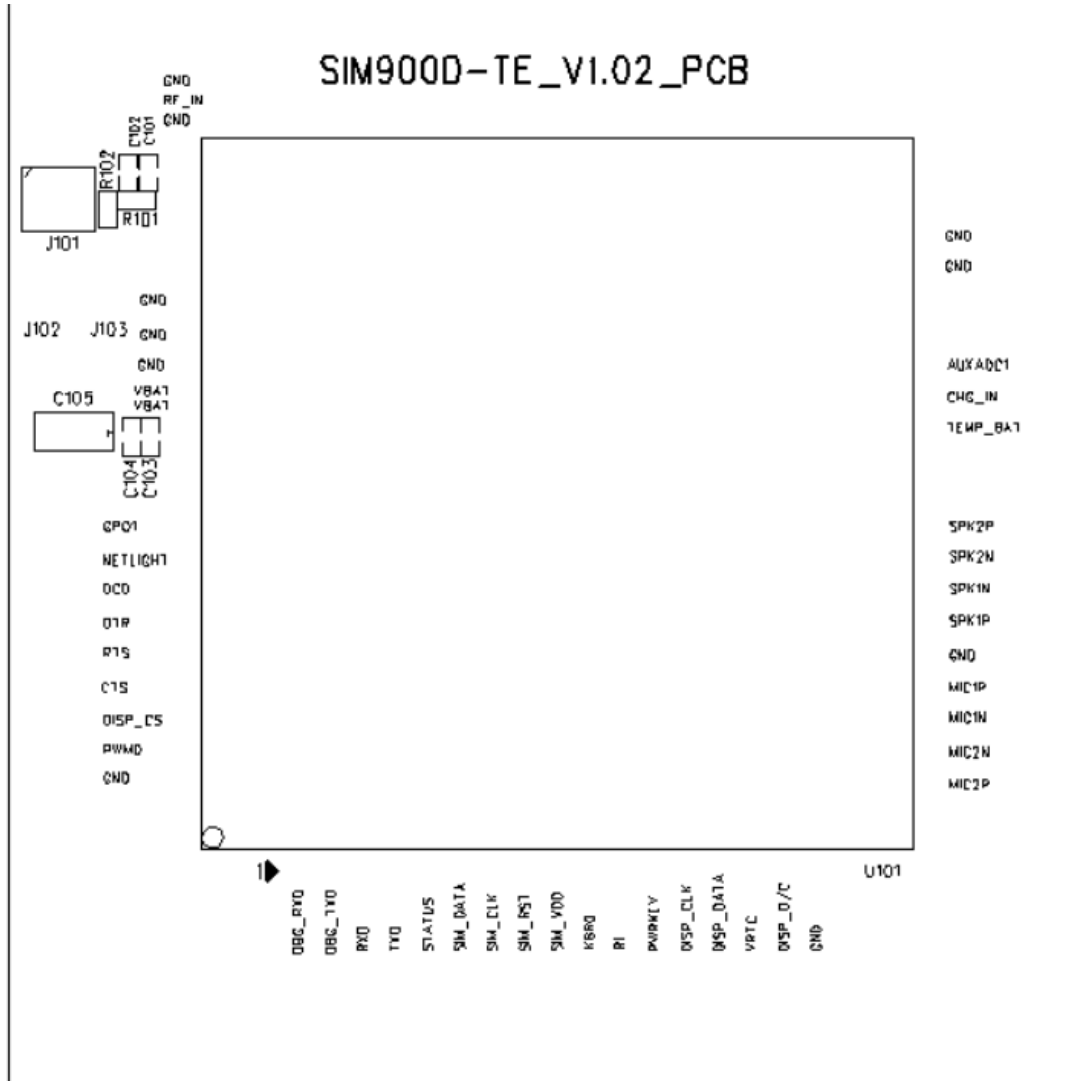 SIM900D-TE_V1.02_PCB
GND
RF_IN
GND
C102
C101
R102
R101
J101
GND
J102
J103
GND
GND
VBAT
VBAT
C105
C104
C103
GPO1
NETLIGHT
DCD
DTR
RTS
CTS
DISP_CS
PWM0
GND
GND
GND
AUXADC1
CHG_IN
TEMP_BAT
SPK2P
SPK2N
SPK1N
SPK1P
GND
MIC1P
MIC1N
MIC2N
MIC2P
1
U101
DBG_RXD
DBG_TXD
RXD
TXD
STATUS
SIM_DATA
SIM_CLK
SIM_RST
SIM_VDD
KBR0
RI
PWRKEY
DISP_CLK
DISP_DATA
VRTC
DISP_D/C
GND